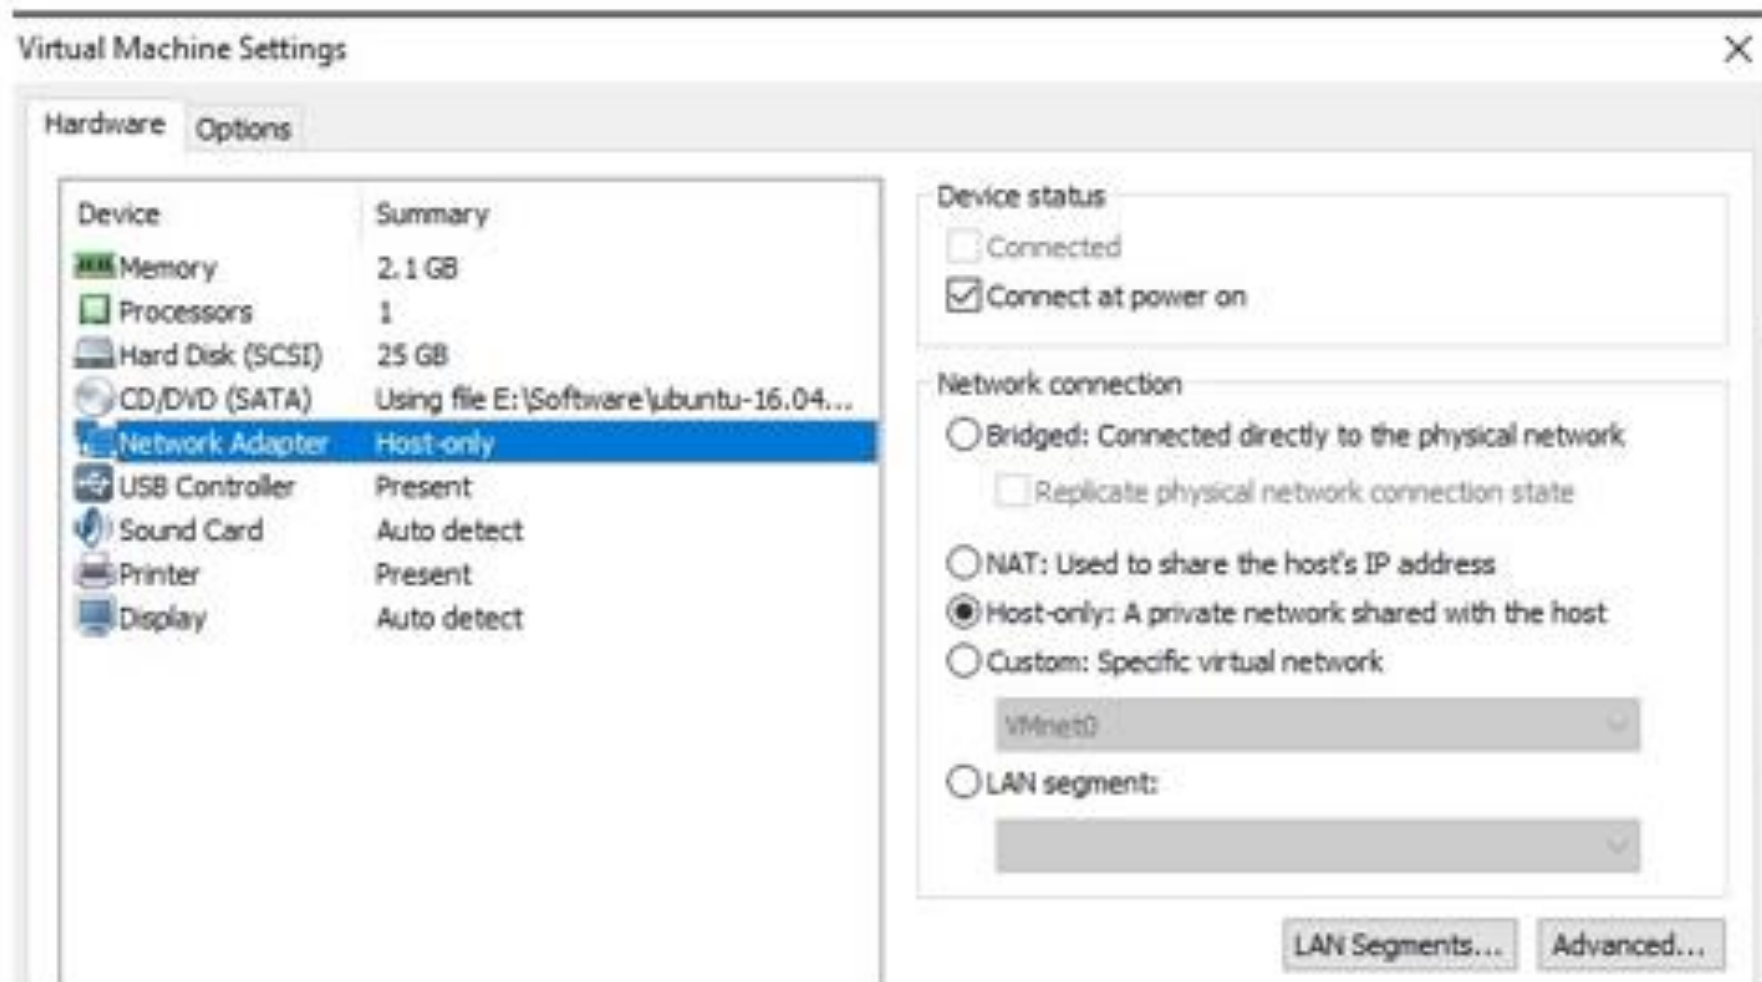 Virtual Machine Settings
Hardware Options
Device Summary
Memory 2.1 GB
Processors 1
Hard Disk (SCSI) 25 GB
CD/DVD (SATA) Using file E:\Software\ubuntu-16.04...
Network Adapter Host-only
USB Controller Present
Sound Card Auto detect
Printer Present
Display Auto detect
Device status
Connected
Connect at power on
Network connection
Bridged: Connected directly to the physical network
Replicate physical network connection state
NAT: Used to share the host's IP address
Host-only: A private network shared with the host
Custom: Specific virtual network
VMnet0
LAN segment:
LAN Segments... Advanced...